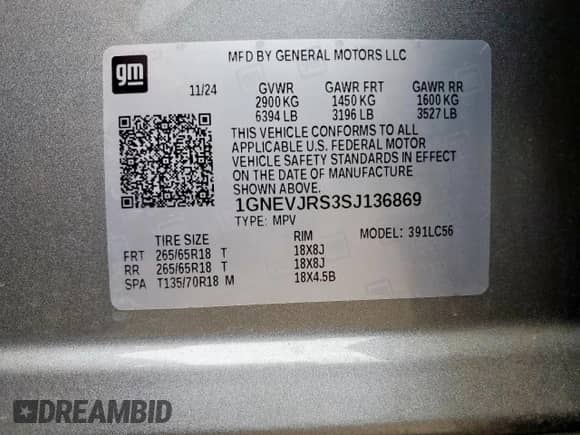 gm
MFD BY GENERAL MOTORS LLC
11/24 GVWR GAWR FRT GAWR RR
2900 KG 1450 KG 1600 KG
6394 LB 3196 LB 3527 LB
THIS VEHICLE CONFORMS TO ALL
APPLICABLE U.S. FEDERAL MOTOR
VEHICLE SAFETY STANDARDS IN EFFECT
ON THE DATE OF MANUFACTURE
SHOWN ABOVE.
1GNEVJRS3SJ136869
TYPE: MPV
MODEL: 391LC56
TIRE SIZE RIM
FRT 265/65R18 T 18X8J
RR 265/65R18 T 18X8J
SPA T135/70R18 M 18X4.5B
DREAMBID